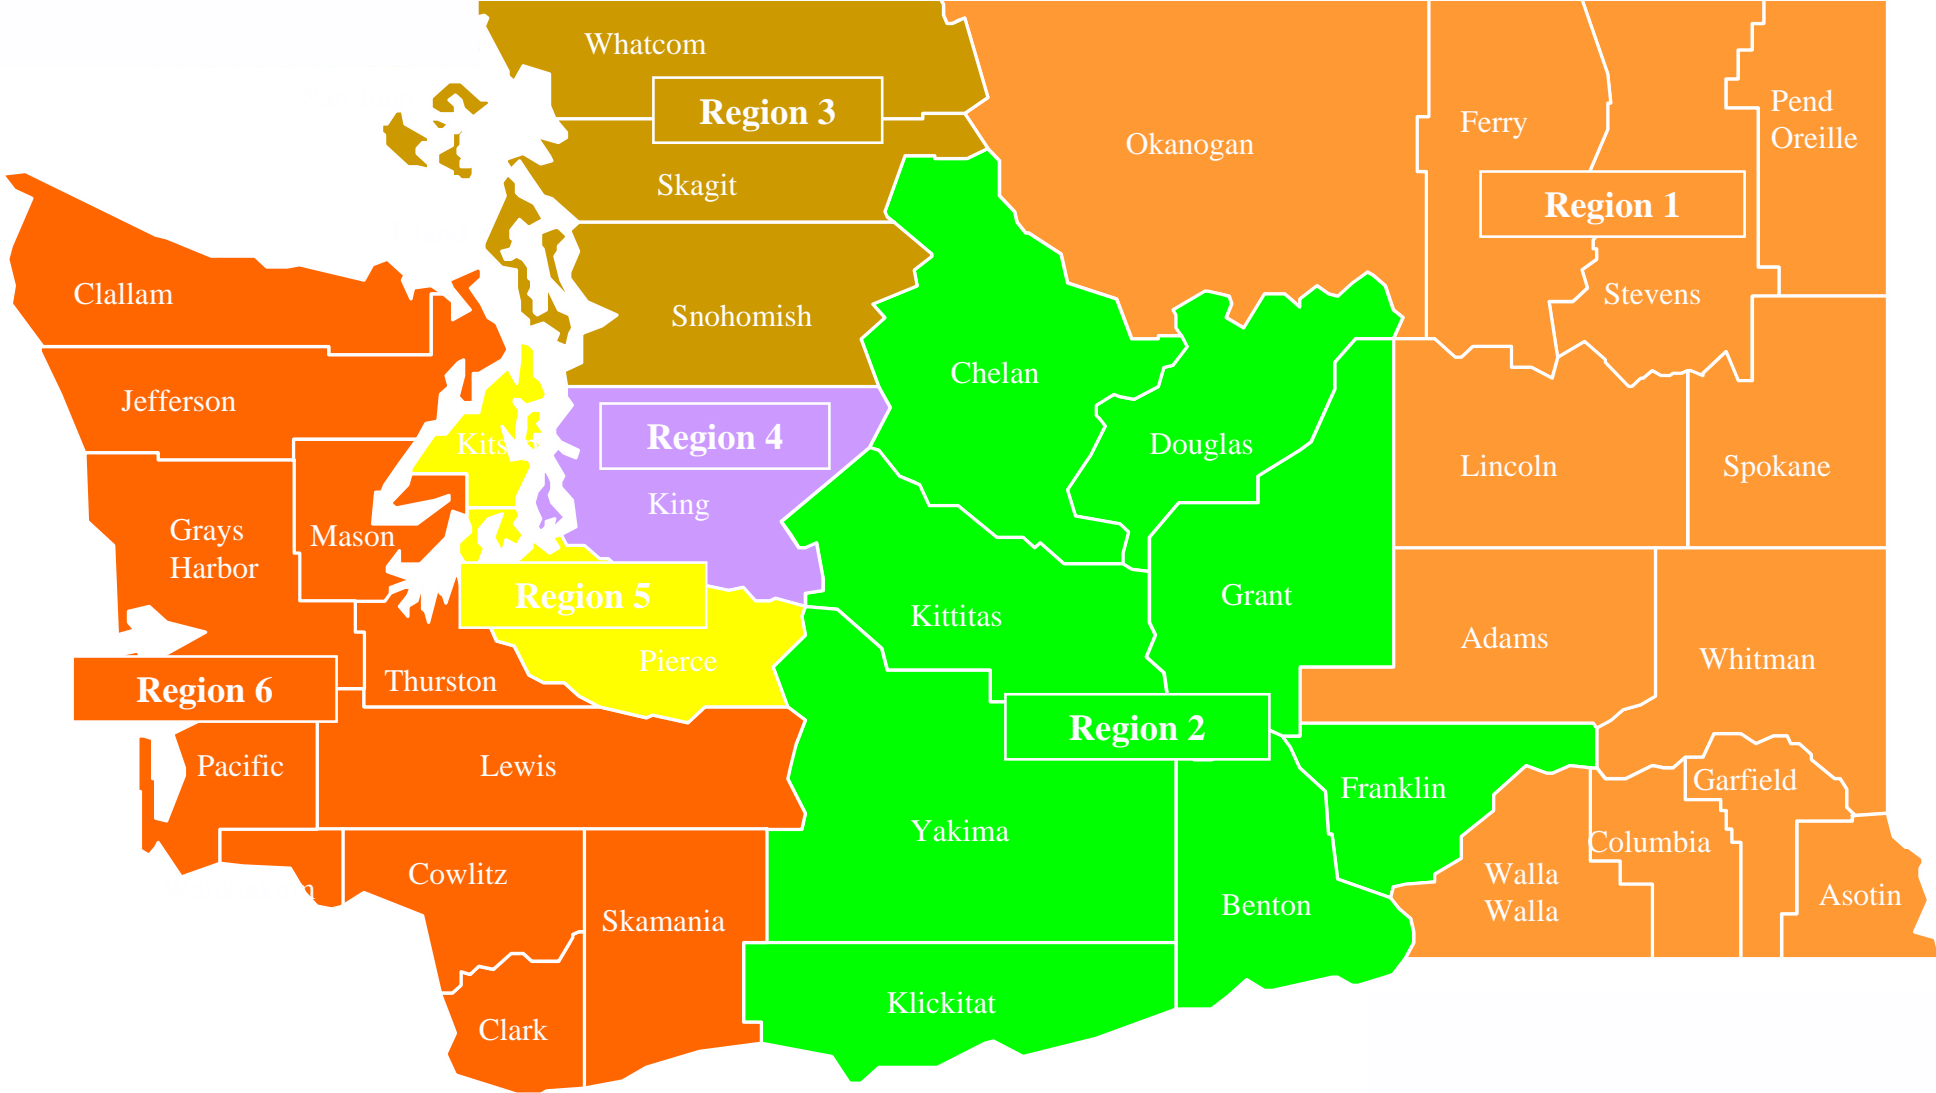 Whatcom
Region 3
Okanogan
Ferry
Pend
Oreille
Region 1
Skagit
Clallam
Stevens
Snohomish
Chelan
Jefferson
Region 4
Kits
Douglas
Lincoln
Spokane
King
Grays
Harbor
Mason
Region 5
Kittitas
Grant
Adams
Pierce
Whitman
Thurston
Region 6
Region 2
Pacific
Lewis
Garfield
Franklin
Yakima
Columbia
Cowlitz
Walla
Walla
Skamania
Benton
Asotin
Klickitat
Clark